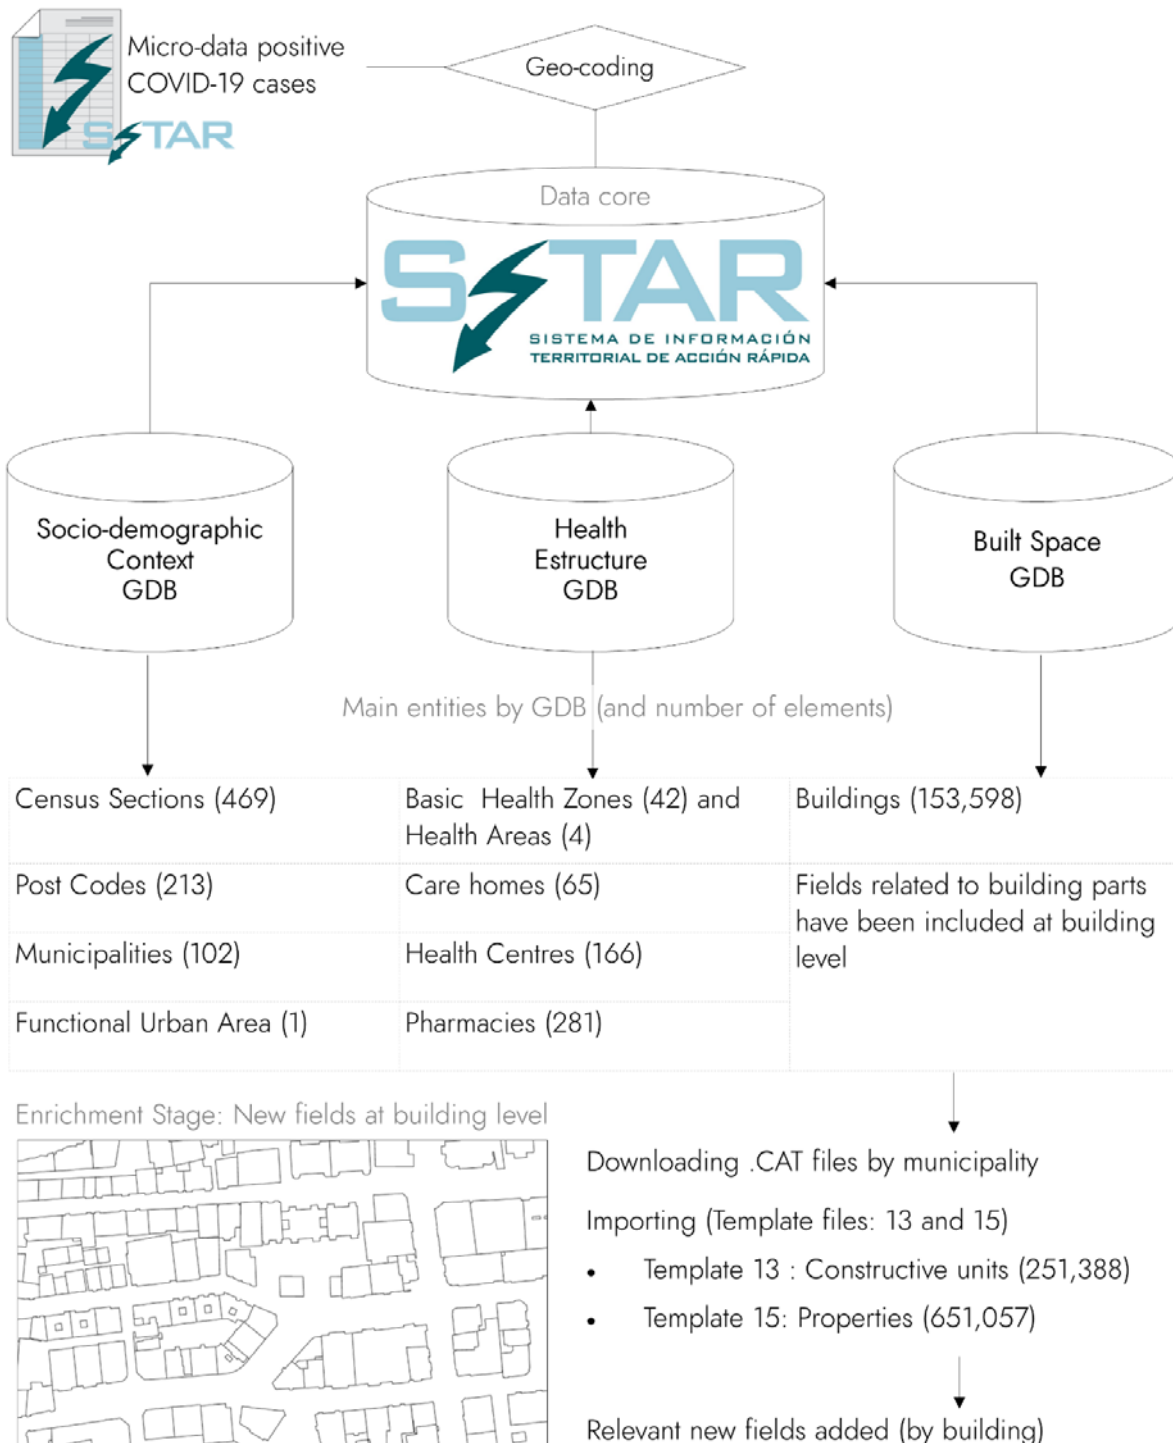 Micro-data positive
COVID-19 cases
SSTAR
Geo-coding
Data core
SSTAR
SISTEMA DE INFORMACIÓN
TERRITORIAL DE ACCIÓN RÁPIDA
Socio-demographic
Context
GDB
Health
Estructure
GDB
Built Space
GDB
Main entities by GDB (and number of elements)
Census Sections (469)
Basic Health Zones (42) and
Health Areas (4)
Buildings (153,598)
Post Codes (213)
Care homes (65)
Fields related to building parts
have been included at building
level
Municipalities (102)
Health Centres (166)
Functional Urban Area (1)
Pharmacies (281)
Enrichment Stage: New fields at building level
Downloading .CAT files by municipality
Importing (Template files: 13 and 15)
• Template 13 : Constructive units (251,388)
• Template 15: Properties (651,057)
Relevant new fields added (by building)